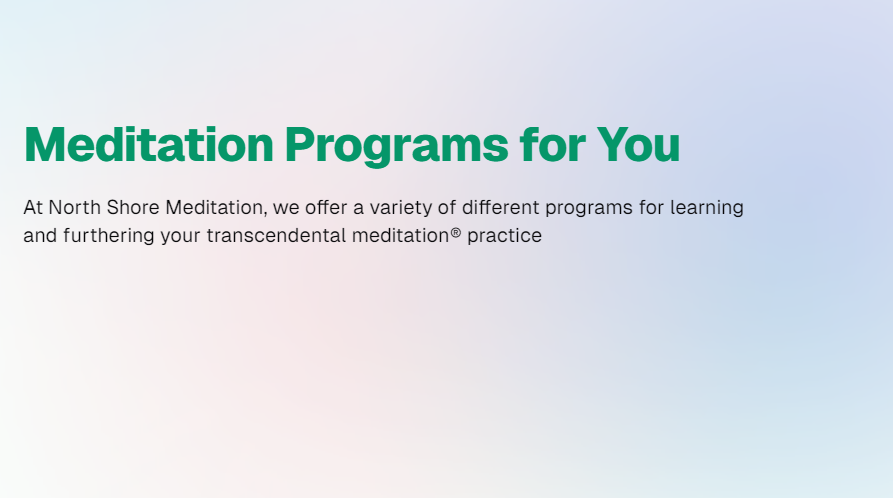 Meditation Programs for You
At North Shore Meditation, we offer a variety of different programs for learning
and furthering your transcendental meditation® practice